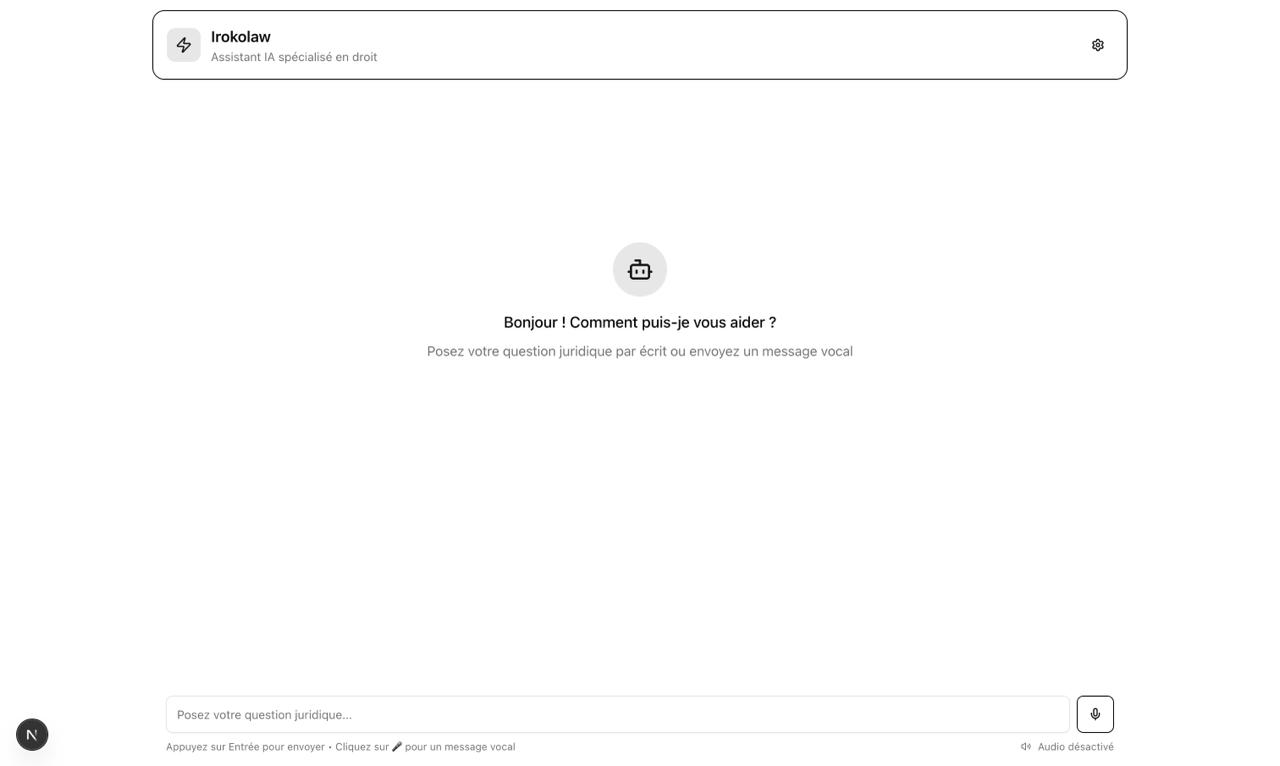 Irokolaw
Assistant IA spécialisé en droit
Bonjour ! Comment puis-je vous aider ?
Posez votre question juridique par écrit ou envoyez un message vocal
Posez votre question juridique...
Appuyez sur Entrée pour envoyer • Cliquez sur 🎤 pour un message vocal
Audio désactivé
N